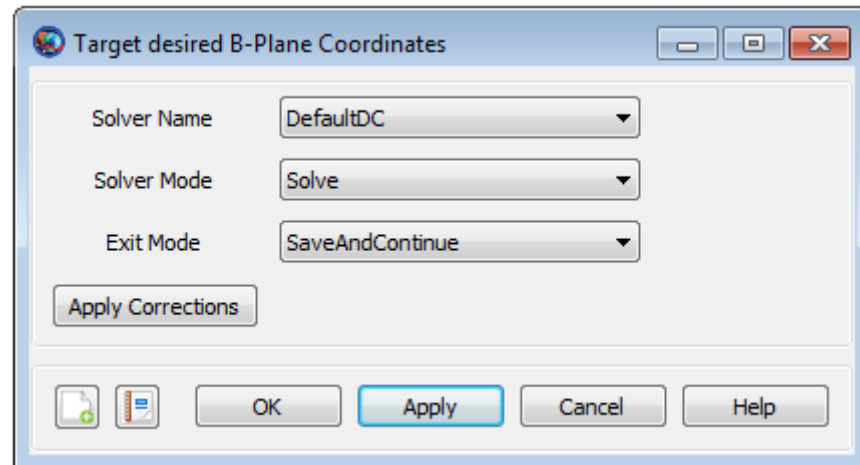 Target desired B-Plane Coordinates
Solver Name DefaultDC
Solver Mode Solve
Exit Mode SaveAndContinue
Apply Corrections
OK Apply Cancel Help